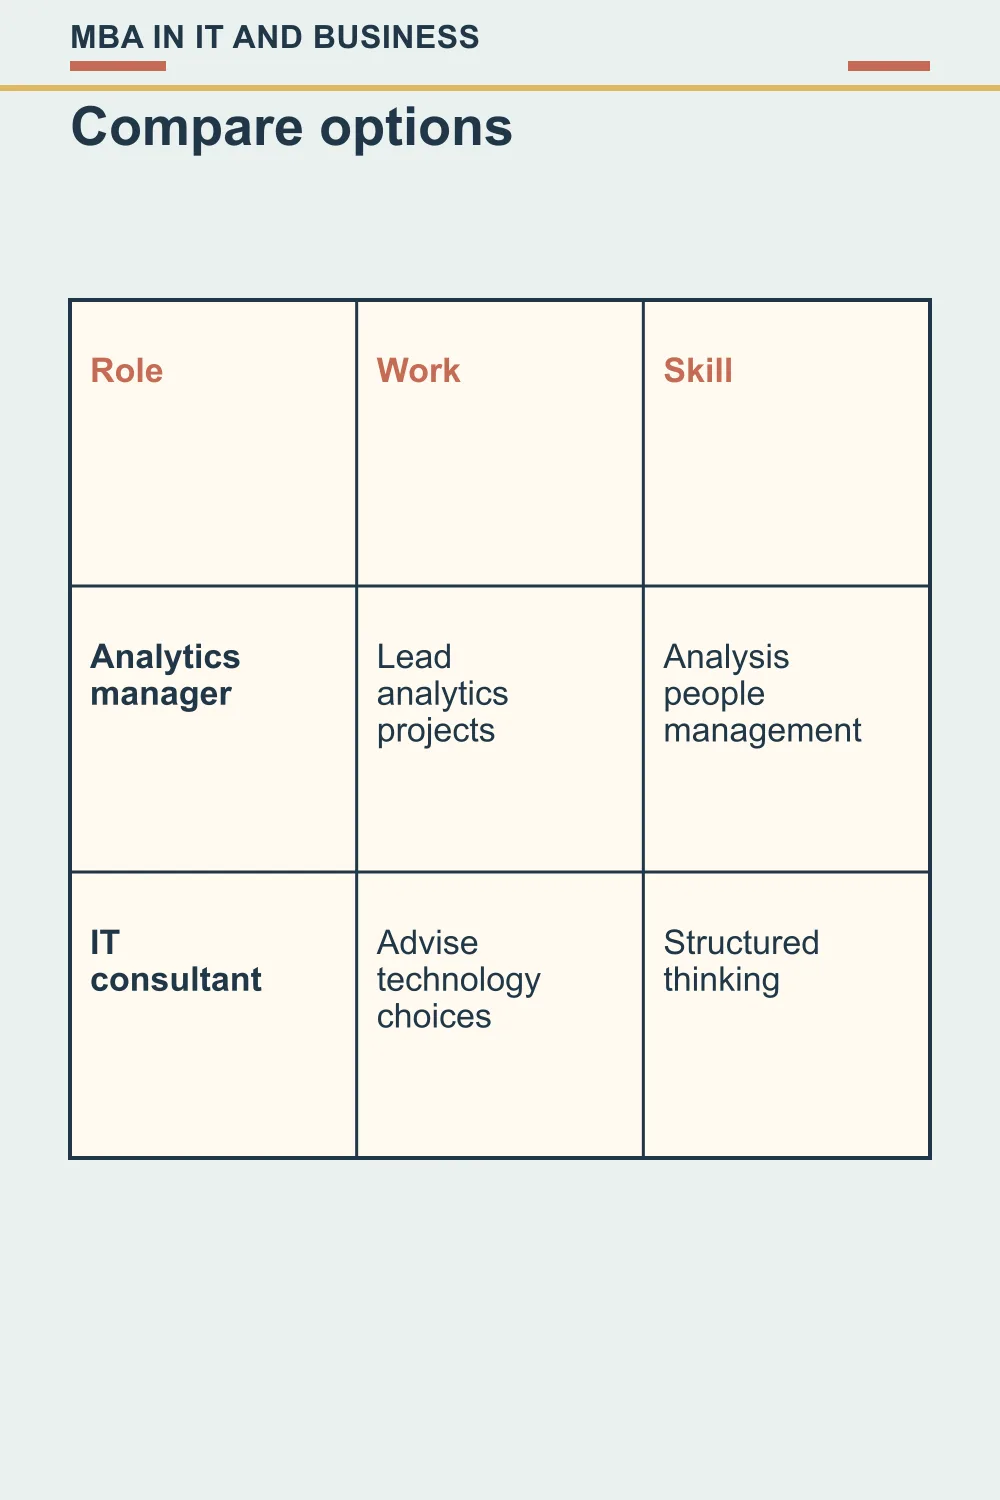 MBA IN IT AND BUSINESS
Compare options
Role
Work
Skill
Analytics
manager
Lead
analytics
projects
Analysis
people
management
IT
consultant
Advise
technology
choices
Structured
thinking